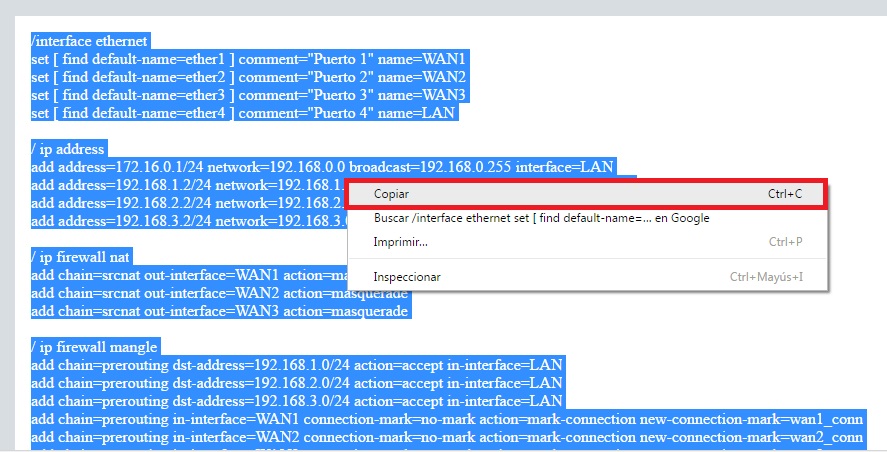 /interface ethernet
set [ find default-name=ether1 ] comment="Puerto 1" name=WAN1
set [ find default-name=ether2 ] comment="Puerto 2" name=WAN2
set [ find default-name=ether3 ] comment="Puerto 3" name=WAN3
set [ find default-name=ether4 ] comment="Puerto 4" name=LAN
/ ip address
add address=172.16.0.1/24 network=192.168.0.0 broadcast=192.168.0.255 interface=LAN
add address=192.168.1.2/24 network=192.168.1.
add address=192.168.2.2/24 network=192.168.2.
add address=192.168.3.2/24 network=192.168.3.
Copiar Ctrl+C
Buscar /interface ethernet set [ find default-name=... en Google
Imprimir... Ctrl+P
Inspeccionar Ctrl+Mayús+I
/ ip firewall nat
add chain=srcnat out-interface=WAN1 action=ma
add chain=srcnat out-interface=WAN2 action=masquerade
add chain=srcnat out-interface=WAN3 action=masquerade
/ ip firewall mangle
add chain=prerouting dst-address=192.168.1.0/24 action=accept in-interface=LAN
add chain=prerouting dst-address=192.168.2.0/24 action=accept in-interface=LAN
add chain=prerouting dst-address=192.168.3.0/24 action=accept in-interface=LAN
add chain=prerouting in-interface=WAN1 connection-mark=no-mark action=mark-connection new-connection-mark=wan1_conn
add chain=prerouting in-interface=WAN2 connection-mark=no-mark action=mark-connection new-connection-mark=wan2_conn